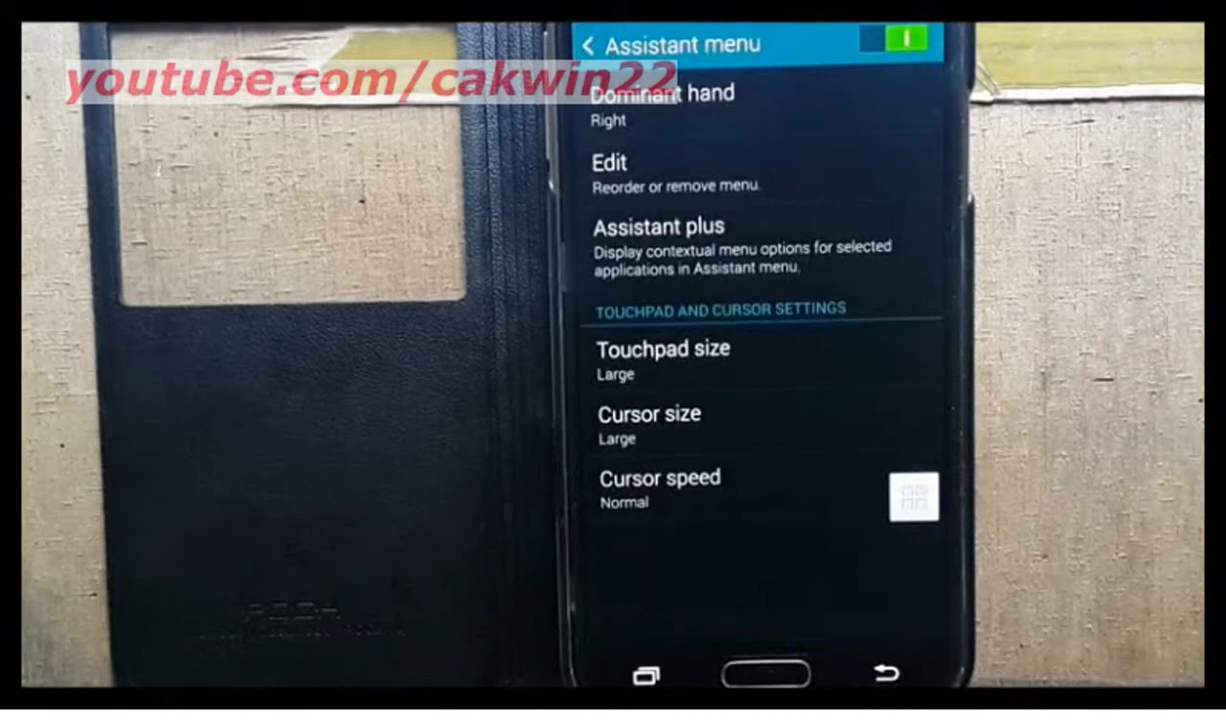 Assistant menu
youtube.com/cakwin22
Dominant hand
Right
Edit
Reorder or remove menu.
Assistant plus
Display contextual menu options for selected
applications in Assistant menu.
TOUCHPAD AND CURSOR SETTINGS
Touchpad size
Large
Cursor size
Large
Cursor speed
Normal